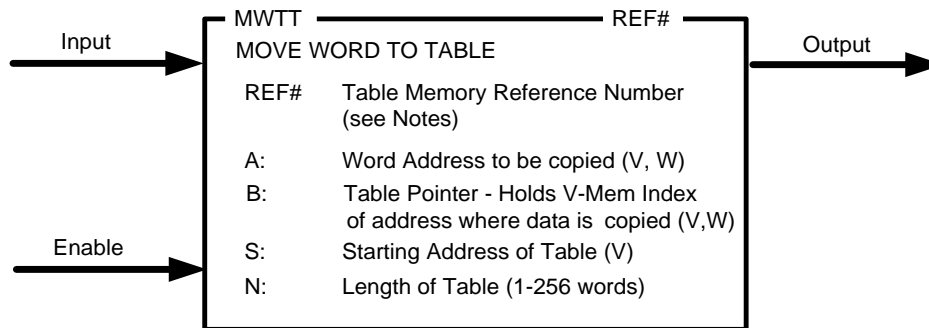 MWTT REF#
Input
MOVE WORD TO TABLE
Output
REF# Table Memory Reference Number
(see Notes)
A: Word Address to be copied (V, W)
B: Table Pointer - Holds V-Mem Index
of address where data is copied (V,W)
Enable
S: Starting Address of Table (V)
N: Length of Table (1-256 words)